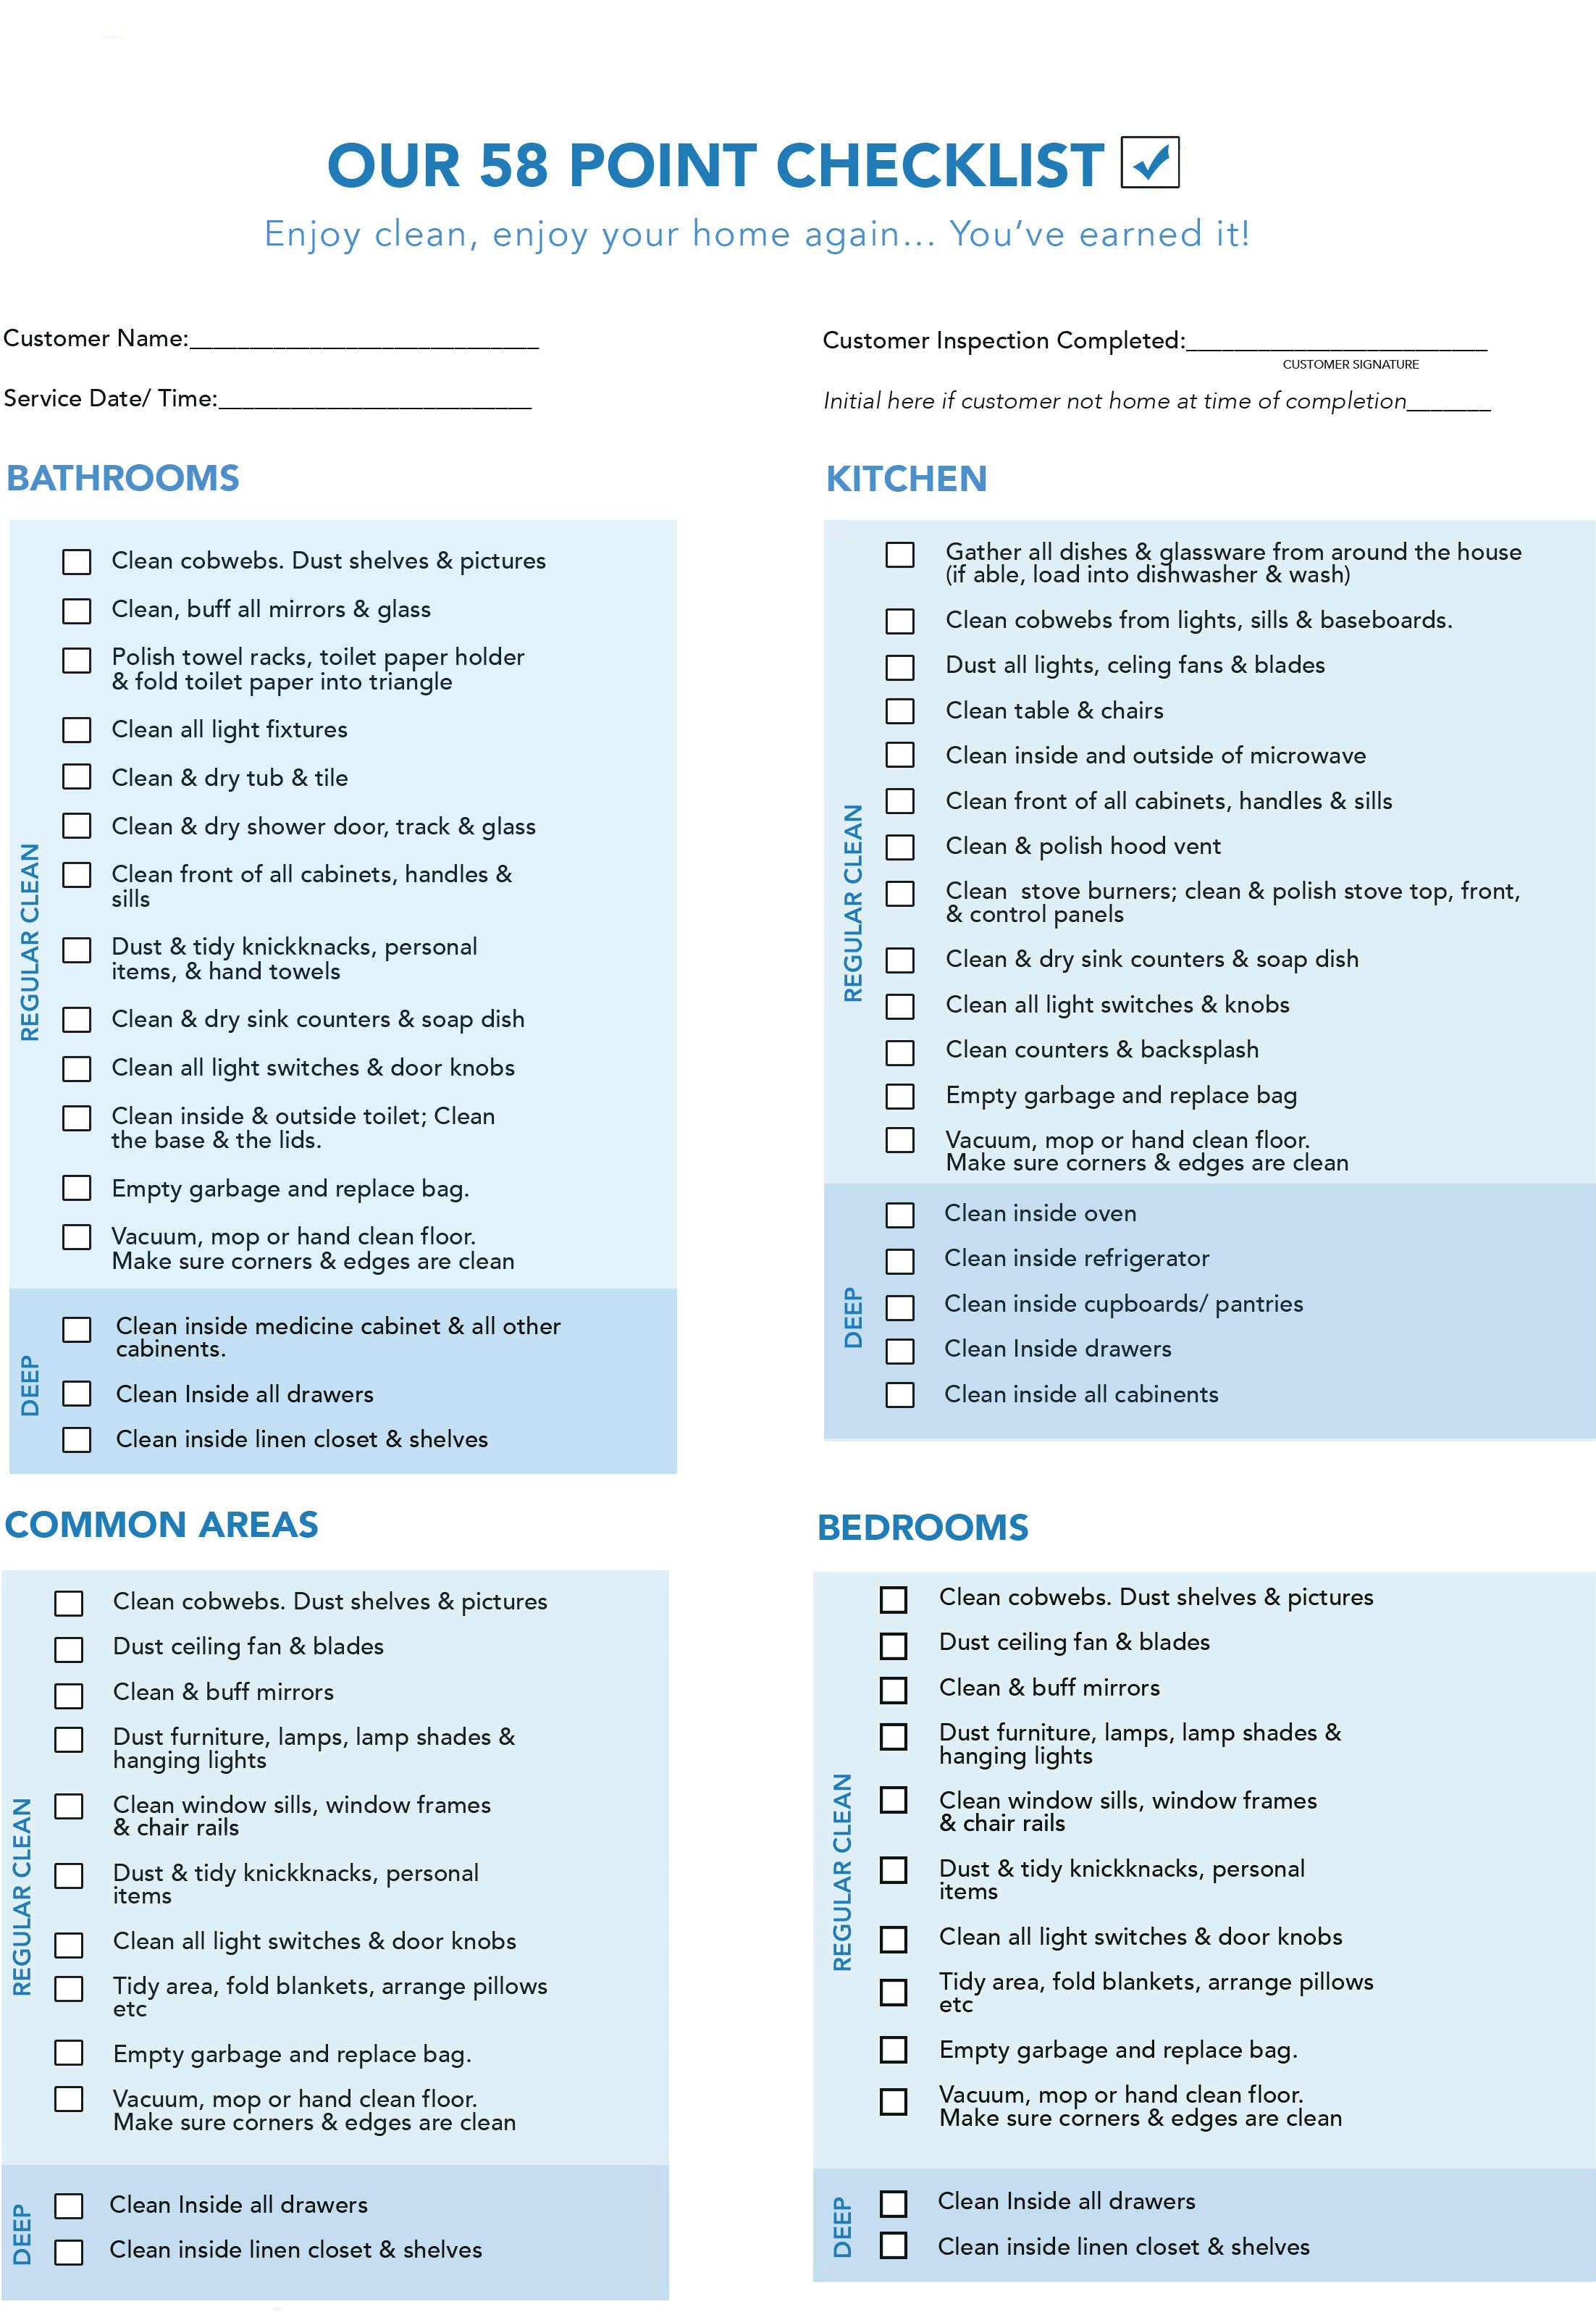 OUR 58 POINT CHECKLIST
Enjoy clean, enjoy your home again... You've earned it!
Customer Name:_____________________________
Service Date/ Time:__________________________
Customer Inspection Completed:_________________________
CUSTOMER SIGNATURE
Initial here if customer not home at time of completion_______
BATHROOMS
REGULAR CLEAN
Clean cobwebs. Dust shelves & pictures
Clean, buff all mirrors & glass
Polish towel racks, toilet paper holder
& fold toilet paper into triangle
Clean all light fixtures
Clean & dry tub & tile
Clean & dry shower door, track & glass
Clean front of all cabinets, handles &
sills
Dust & tidy knickknacks, personal
items, & hand towels
Clean & dry sink counters & soap dish
Clean all light switches & door knobs
Clean inside & outside toilet; Clean
the base & the lids.
Empty garbage and replace bag.
Vacuum, mop or hand clean floor.
Make sure corners & edges are clean
DEEP
Clean inside medicine cabinet & all other
cabinents.
Clean Inside all drawers
Clean inside linen closet & shelves
KITCHEN
REGULAR CLEAN
Gather all dishes & glassware from around the house
(if able, load into dishwasher & wash)
Clean cobwebs from lights, sills & baseboards.
Dust all lights, celing fans & blades
Clean table & chairs
Clean inside and outside of microwave
Clean front of all cabinets, handles & sills
Clean & polish hood vent
Clean  stove burners; clean & polish stove top, front,
& control panels
Clean & dry sink counters & soap dish
Clean all light switches & knobs
Clean counters & backsplash
Empty garbage and replace bag
Vacuum, mop or hand clean floor.
Make sure corners & edges are clean
DEEP
Clean inside oven
Clean inside refrigerator
Clean inside cupboards/ pantries
Clean Inside drawers
Clean inside all cabinents
COMMON AREAS
REGULAR CLEAN
Clean cobwebs. Dust shelves & pictures
Dust ceiling fan & blades
Clean & buff mirrors
Dust furniture, lamps, lamp shades &
hanging lights
Clean window sills, window frames
& chair rails
Dust & tidy knickknacks, personal
items
Clean all light switches & door knobs
Tidy area, fold blankets, arrange pillows
etc
Empty garbage and replace bag.
Vacuum, mop or hand clean floor.
Make sure corners & edges are clean
DEEP
Clean Inside all drawers
Clean inside linen closet & shelves
BEDROOMS
REGULAR CLEAN
Clean cobwebs. Dust shelves & pictures
Dust ceiling fan & blades
Clean & buff mirrors
Dust furniture, lamps, lamp shades &
hanging lights
Clean window sills, window frames
& chair rails
Dust & tidy knickknacks, personal
items
Clean all light switches & door knobs
Tidy area, fold blankets, arrange pillows
etc
Empty garbage and replace bag.
Vacuum, mop or hand clean floor.
Make sure corners & edges are clean
DEEP
Clean Inside all drawers
Clean inside linen closet & shelves